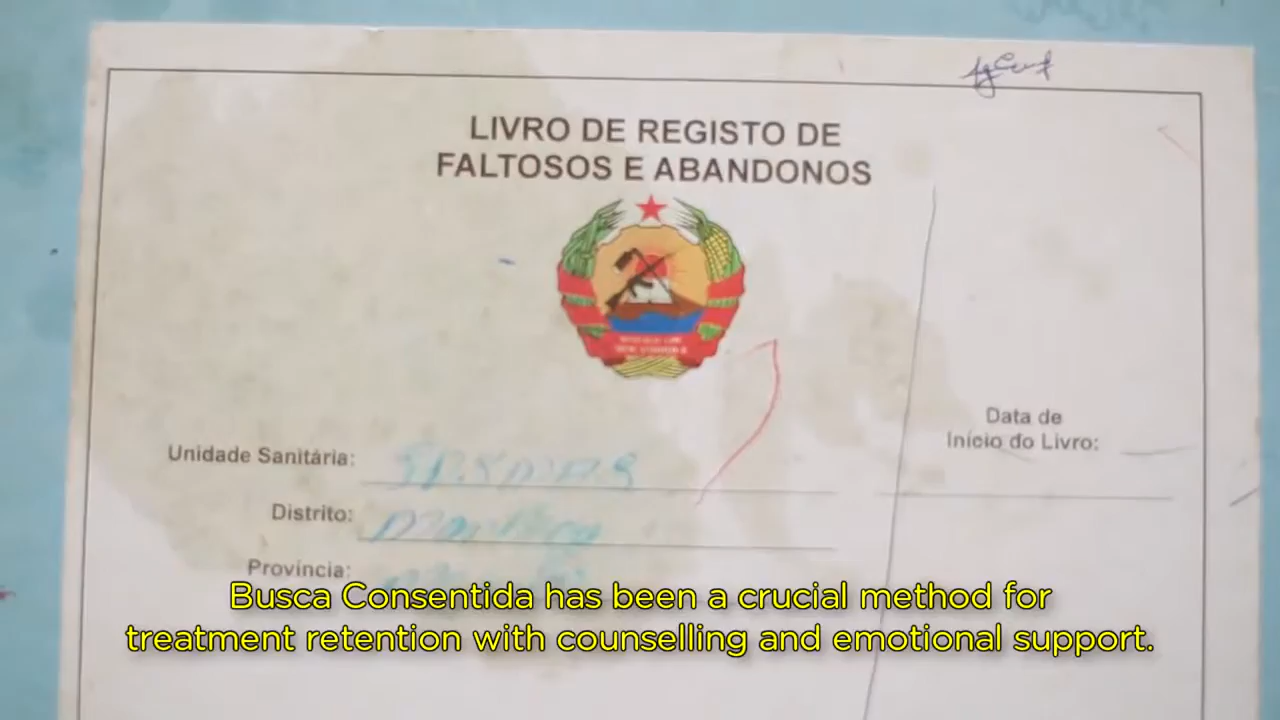 LIVRO DE REGISTO DE
FALTOSOS E ABANDONOS
Data de
Início do Livro:
Unidade Sanitária:
Distrito:
Província:
Busca Consentida has been a crucial method for
treatment retention with counselling and emotional support.